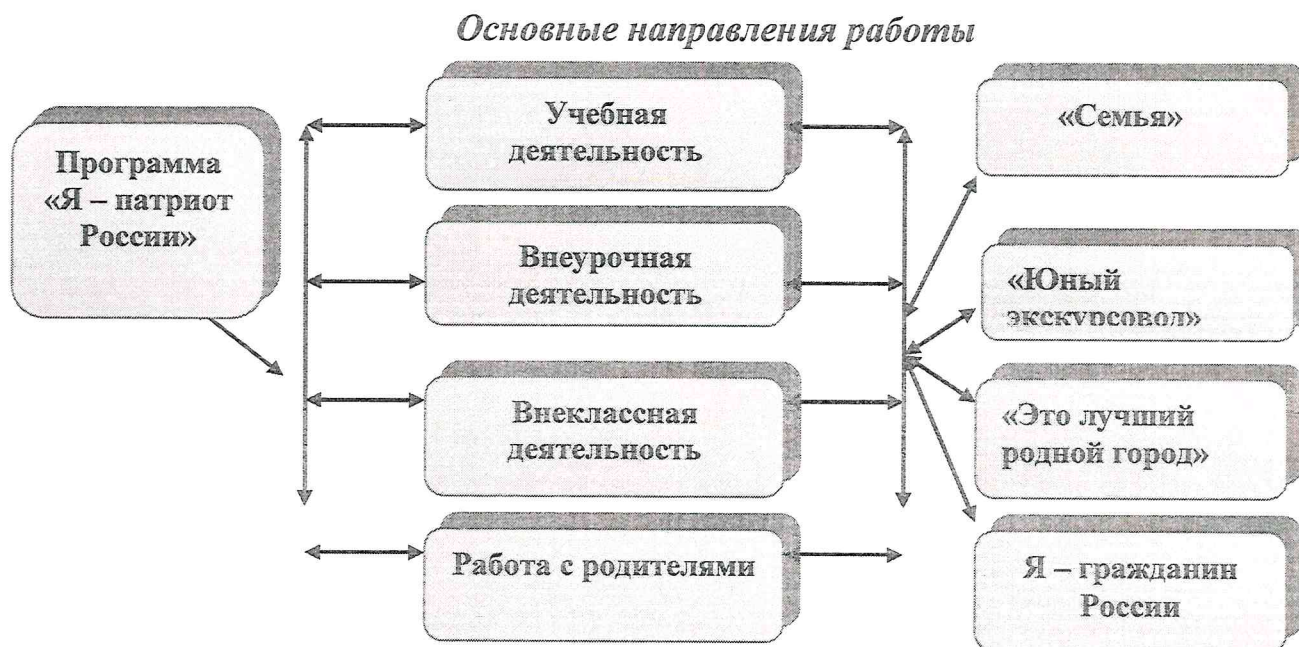 Основные направления работы
Программа
«Я – патриот
России»
Учебная
деятельность
Внеурочная
деятельность
Внеклассная
деятельность
Работа с родителями
«Семья»
«Юный
экскурсовод»
«Это лучший
родной город»
Я – гражданин
России